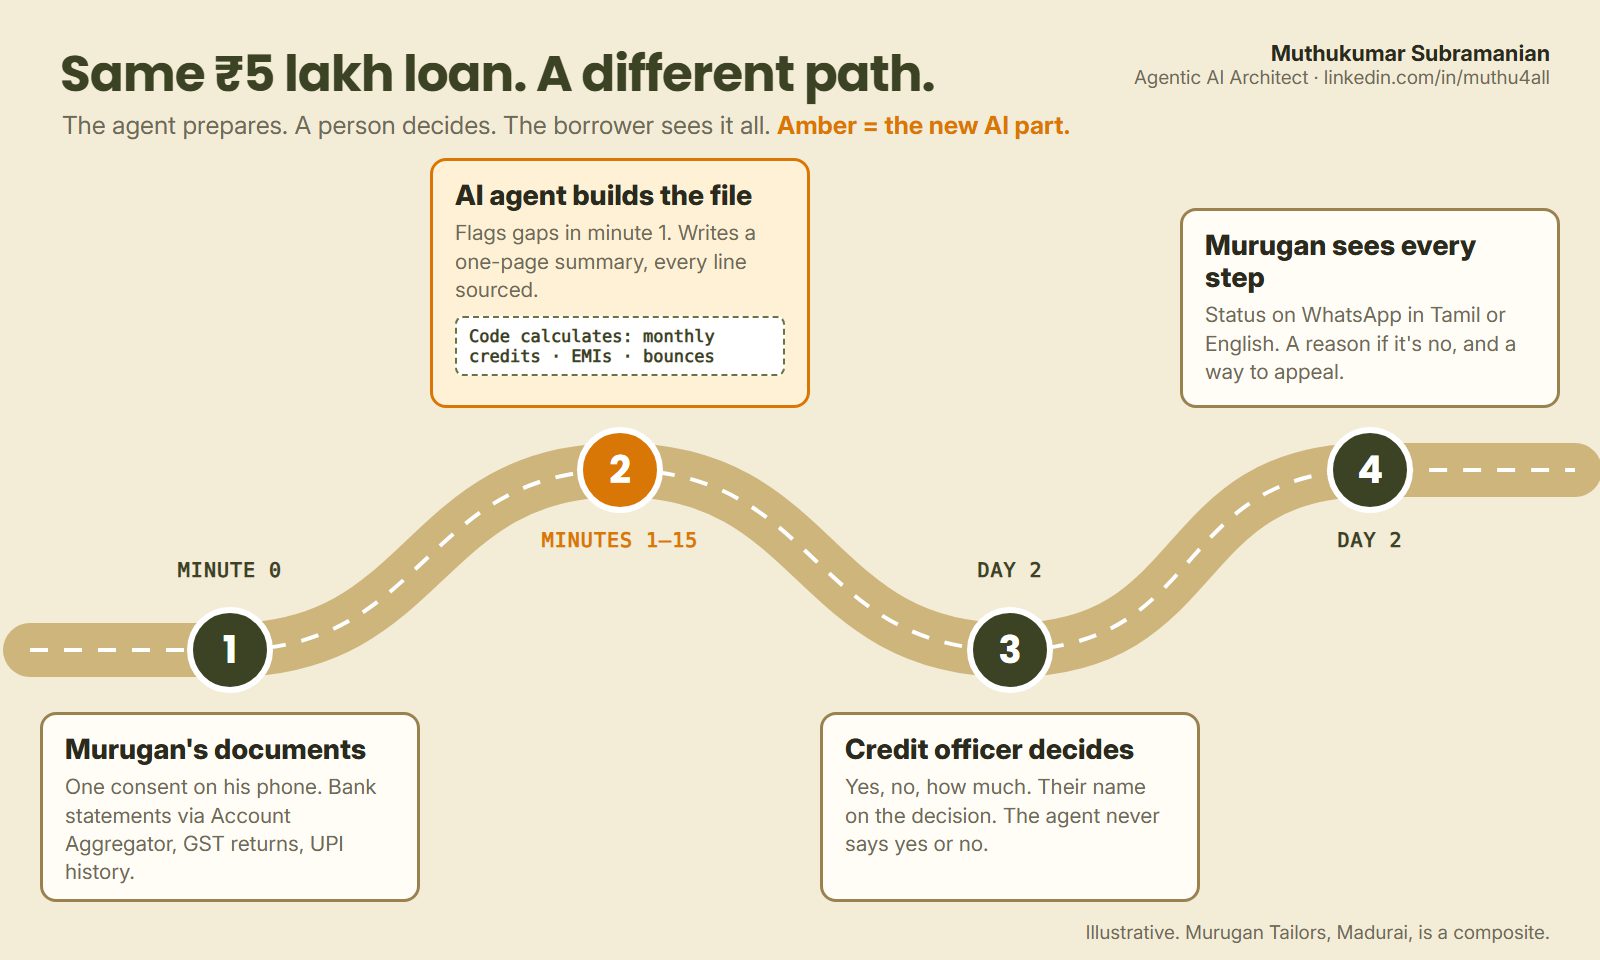 Same ₹5 lakh loan. A different path.
Muthukumar Subramanian
Agentic AI Architect · linkedin.com/in/muthu4all
The agent prepares. A person decides. The borrower sees it all. Amber = the new AI part.
AI agent builds the file
Flags gaps in minute 1. Writes a
one-page summary, every line
sourced.
Code calculates: monthly
credits · EMIs · bounces
Murugan sees every
step
Status on WhatsApp in Tamil or
English. A reason if it's no, and a
way to appeal.
2
4
MINUTES 1–15
DAY 2
MINUTE 0
DAY 2
1
3
Murugan's documents
One consent on his phone. Bank
statements via Account
Aggregator, GST returns, UPI
history.
Credit officer decides
Yes, no, how much. Their name
on the decision. The agent never
says yes or no.
Illustrative. Murugan Tailors, Madurai, is a composite.